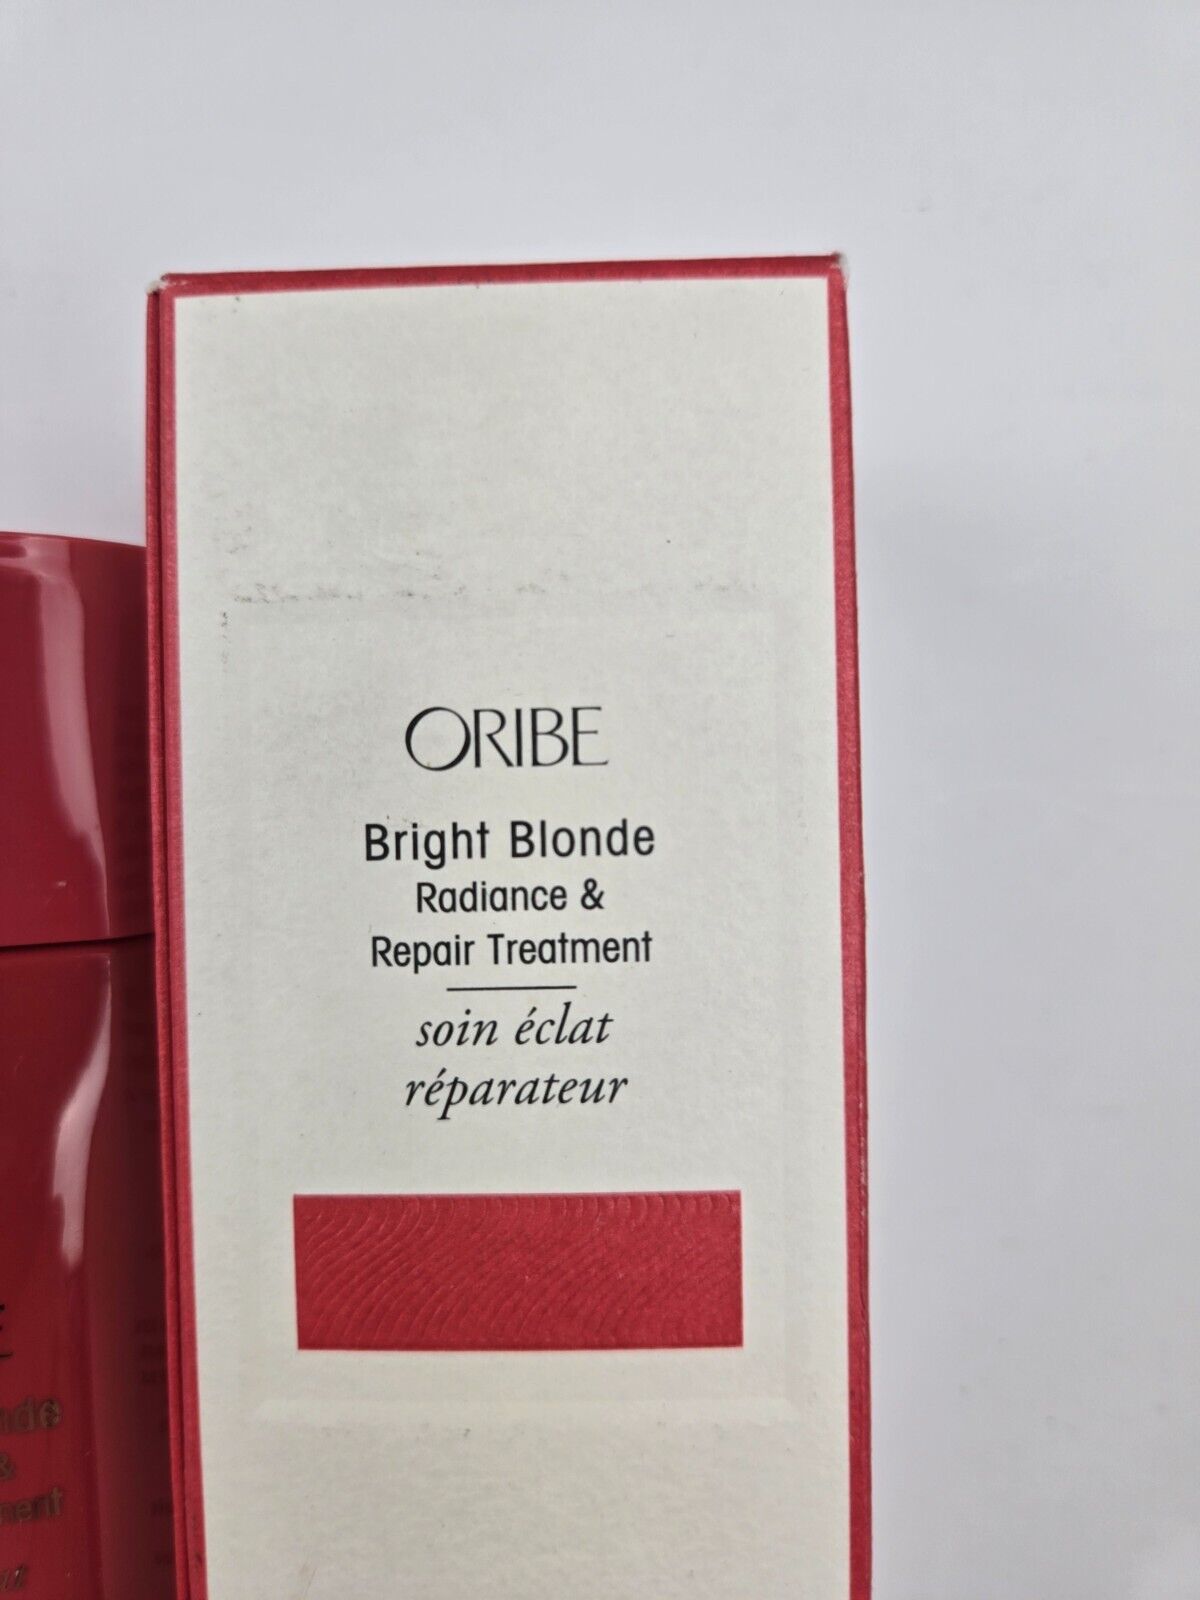 ORIBE
Bright Blonde
Radiance &
Repair Treatment
soin éclat
réparateur
&